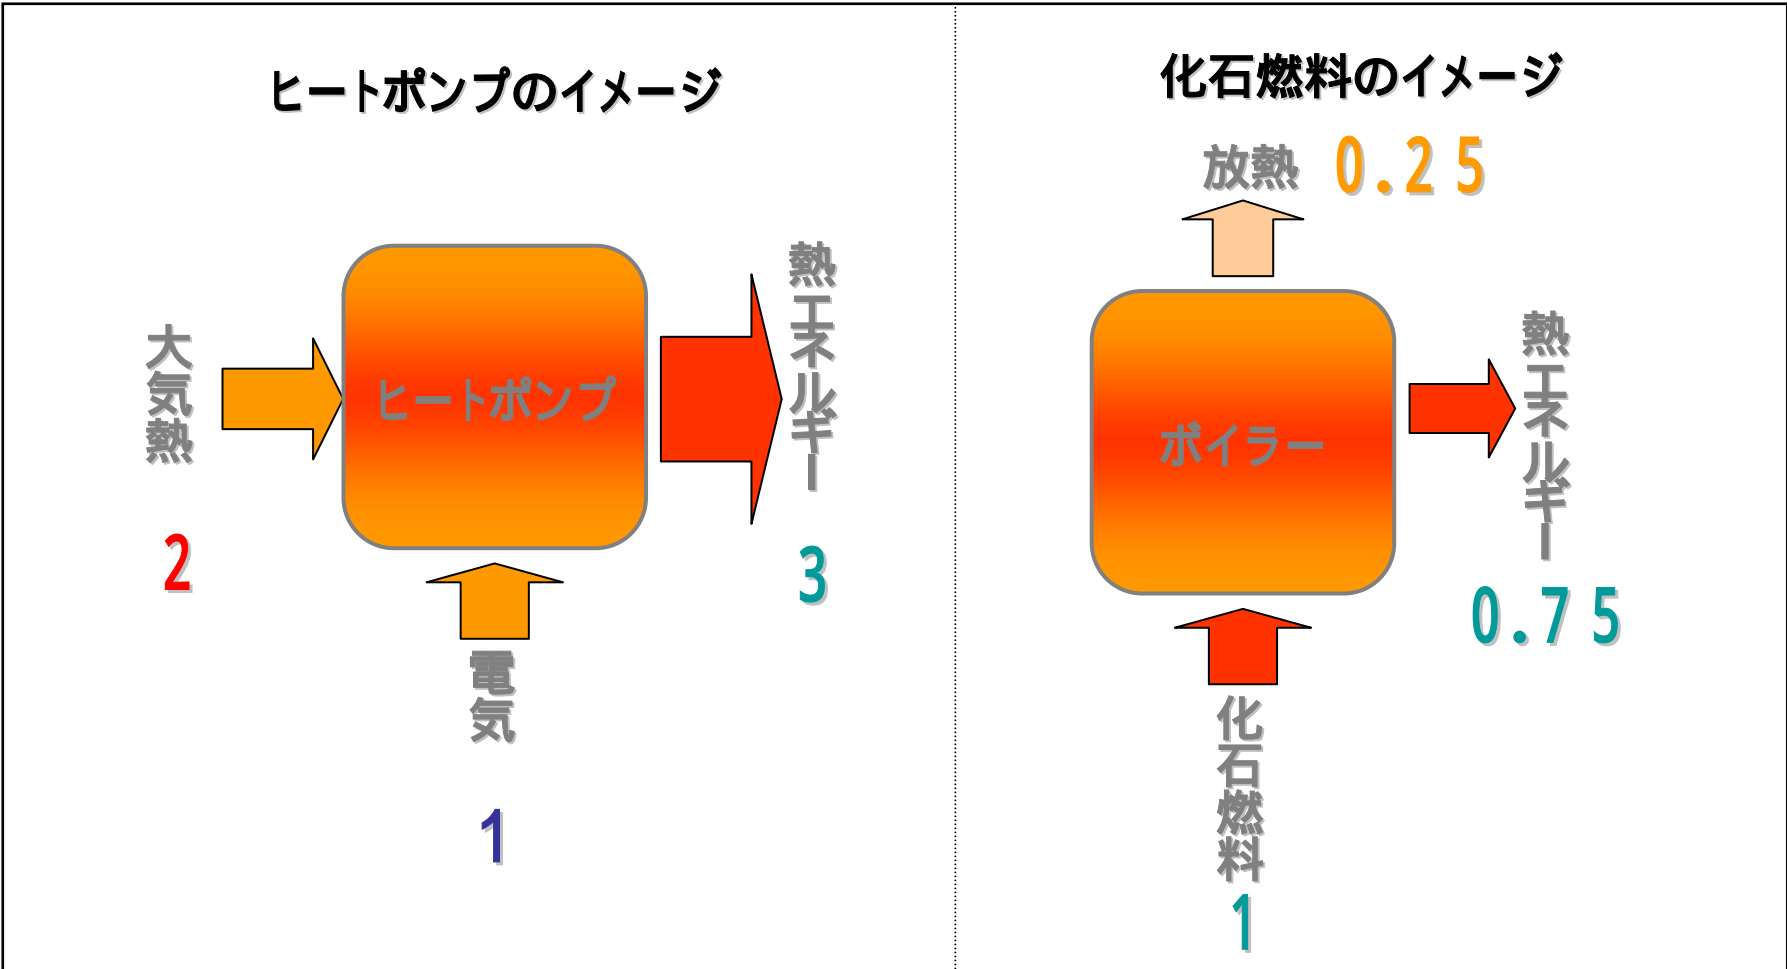 ヒートポンプのイメージ
大気熱
2
ヒートポンプ
熱エネルギー
3
電気
1
化石燃料のイメージ
放熱 0.25
ボイラー
熱エネルギー
0.75
化石燃料
1